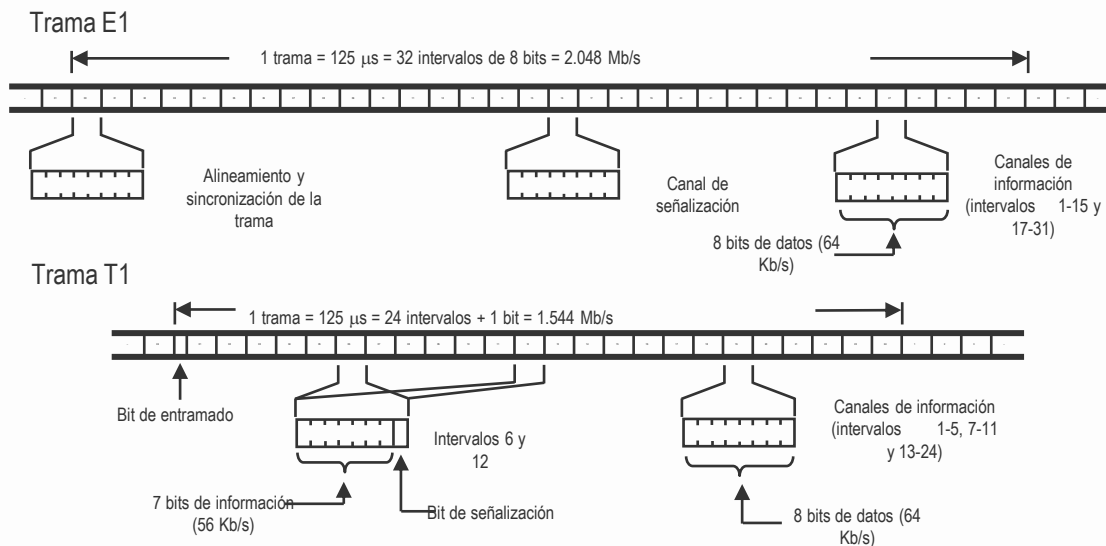 Trama E1
1 trama = 125 μs = 32 intervalos de 8 bits = 2.048 Mb/s
Alineamiento y
sincronización de la
trama
Canal de
señalización
Canales de
información
(intervalos 1-15 y
17-31)
8 bits de datos (64
Kb/s)
Trama T1
1 trama = 125 μs = 24 intervalos + 1 bit = 1.544 Mb/s
Bit de entramado
Intervalos 6 y
12
Canales de información
(intervalos 1-5, 7-11
y 13-24)
7 bits de información
(56 Kb/s)
Bit de señalización
8 bits de datos (64
Kb/s)